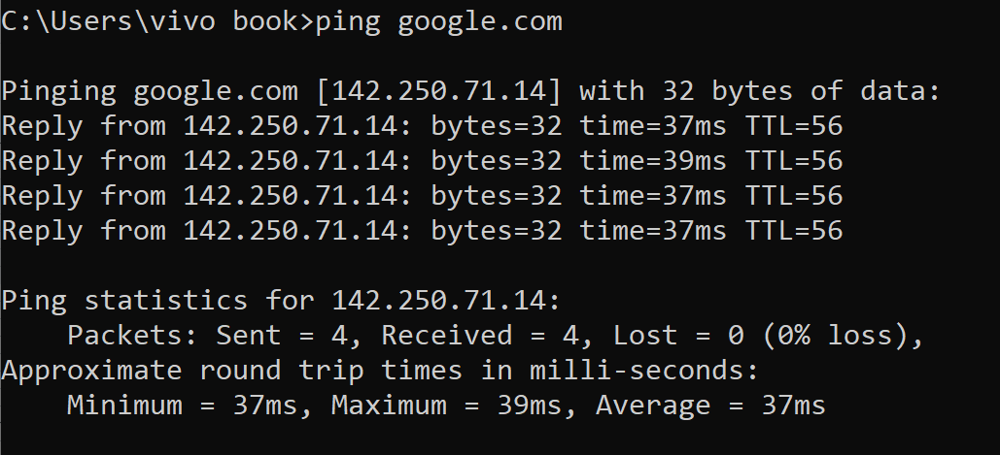 C:\Users\vivo book>ping google.com
Pinging google.com [142.250.71.14] with 32 bytes of data:
Reply from 142.250.71.14: bytes=32 time=37ms TTL=56
Reply from 142.250.71.14: bytes=32 time=39ms TTL=56
Reply from 142.250.71.14: bytes=32 time=37ms TTL=56
Reply from 142.250.71.14: bytes=32 time=37ms TTL=56
Ping statistics for 142.250.71.14:
    Packets: Sent = 4, Received = 4, Lost = 0 (0% loss),
Approximate round trip times in milli-seconds:
    Minimum = 37ms, Maximum = 39ms, Average = 37ms